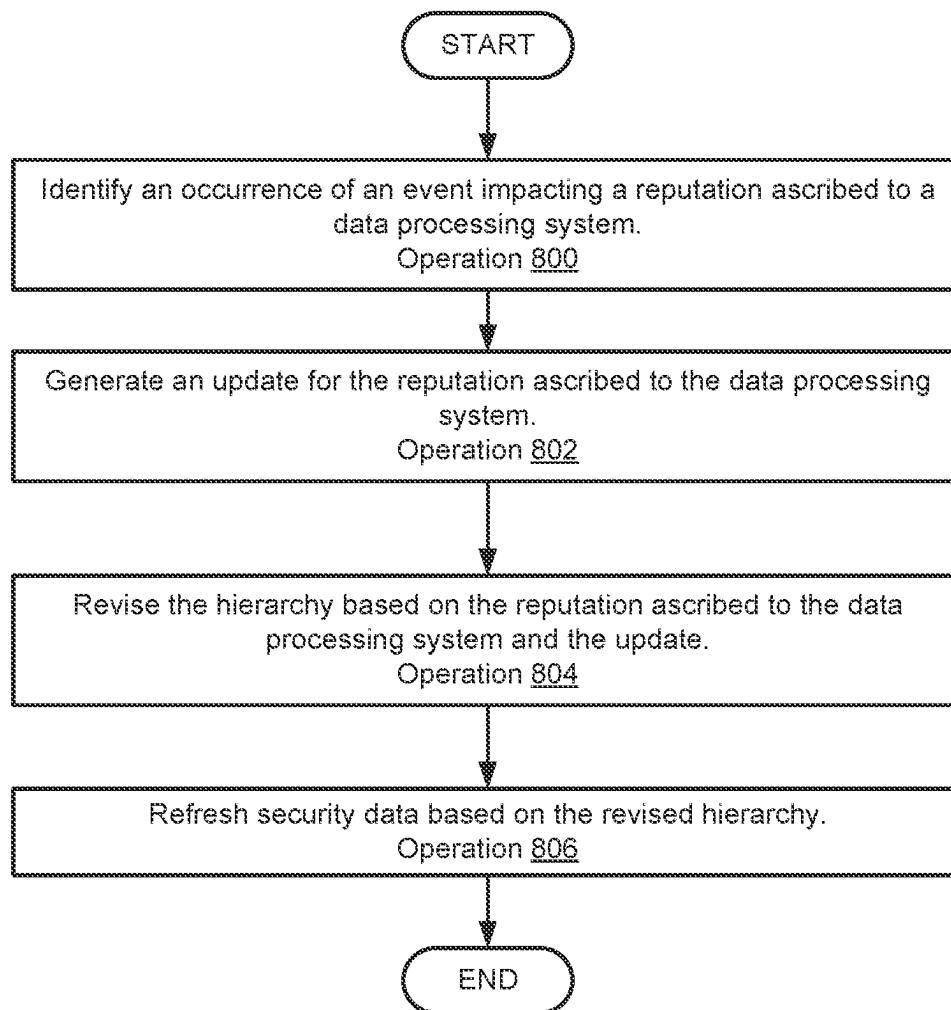 START
Identify an occurrence of an event impacting a reputation ascribed to a
data processing system.
Operation 800
Generate an update for the reputation ascribed to the data processing
system.
Operation 802
Revise the hierarchy based on the reputation ascribed to the data
processing system and the update.
Operation 804
Refresh security data based on the revised hierarchy.
Operation 806
END